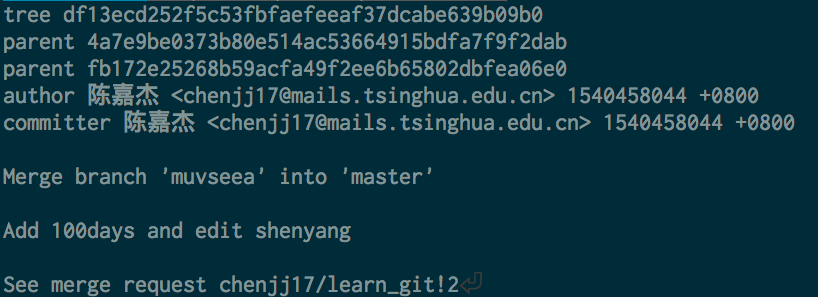 tree df13ecd252f5c53fbfaefeeaf37dcabe639b09b0
parent 4a7e9be0373b80e514ac53664915bdfa7f9f2dab
parent fb172e25268b59acfa49f2ee6b65802dbfea06e0
author 陈嘉杰 <chenjj17@mails.tsinghua.edu.cn> 1540458044 +0800
committer 陈嘉杰 <chenjj17@mails.tsinghua.edu.cn> 1540458044 +0800
Merge branch 'muvseea' into 'master'
Add 100days and edit shenyang
See merge request chenjj17/learn_git!2⏎